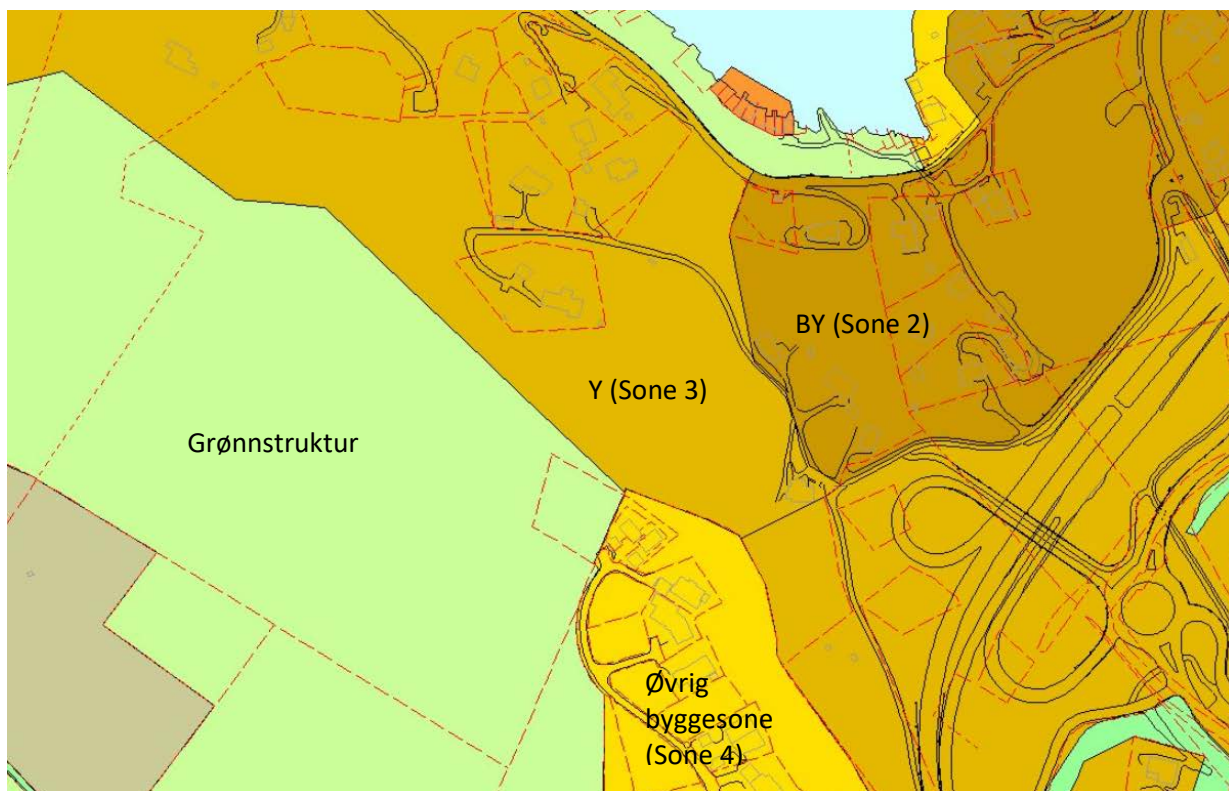 BY (Sone 2)
Y (Sone 3)
Grønnstruktur
Øvrig
byggesone
(Sone 4)